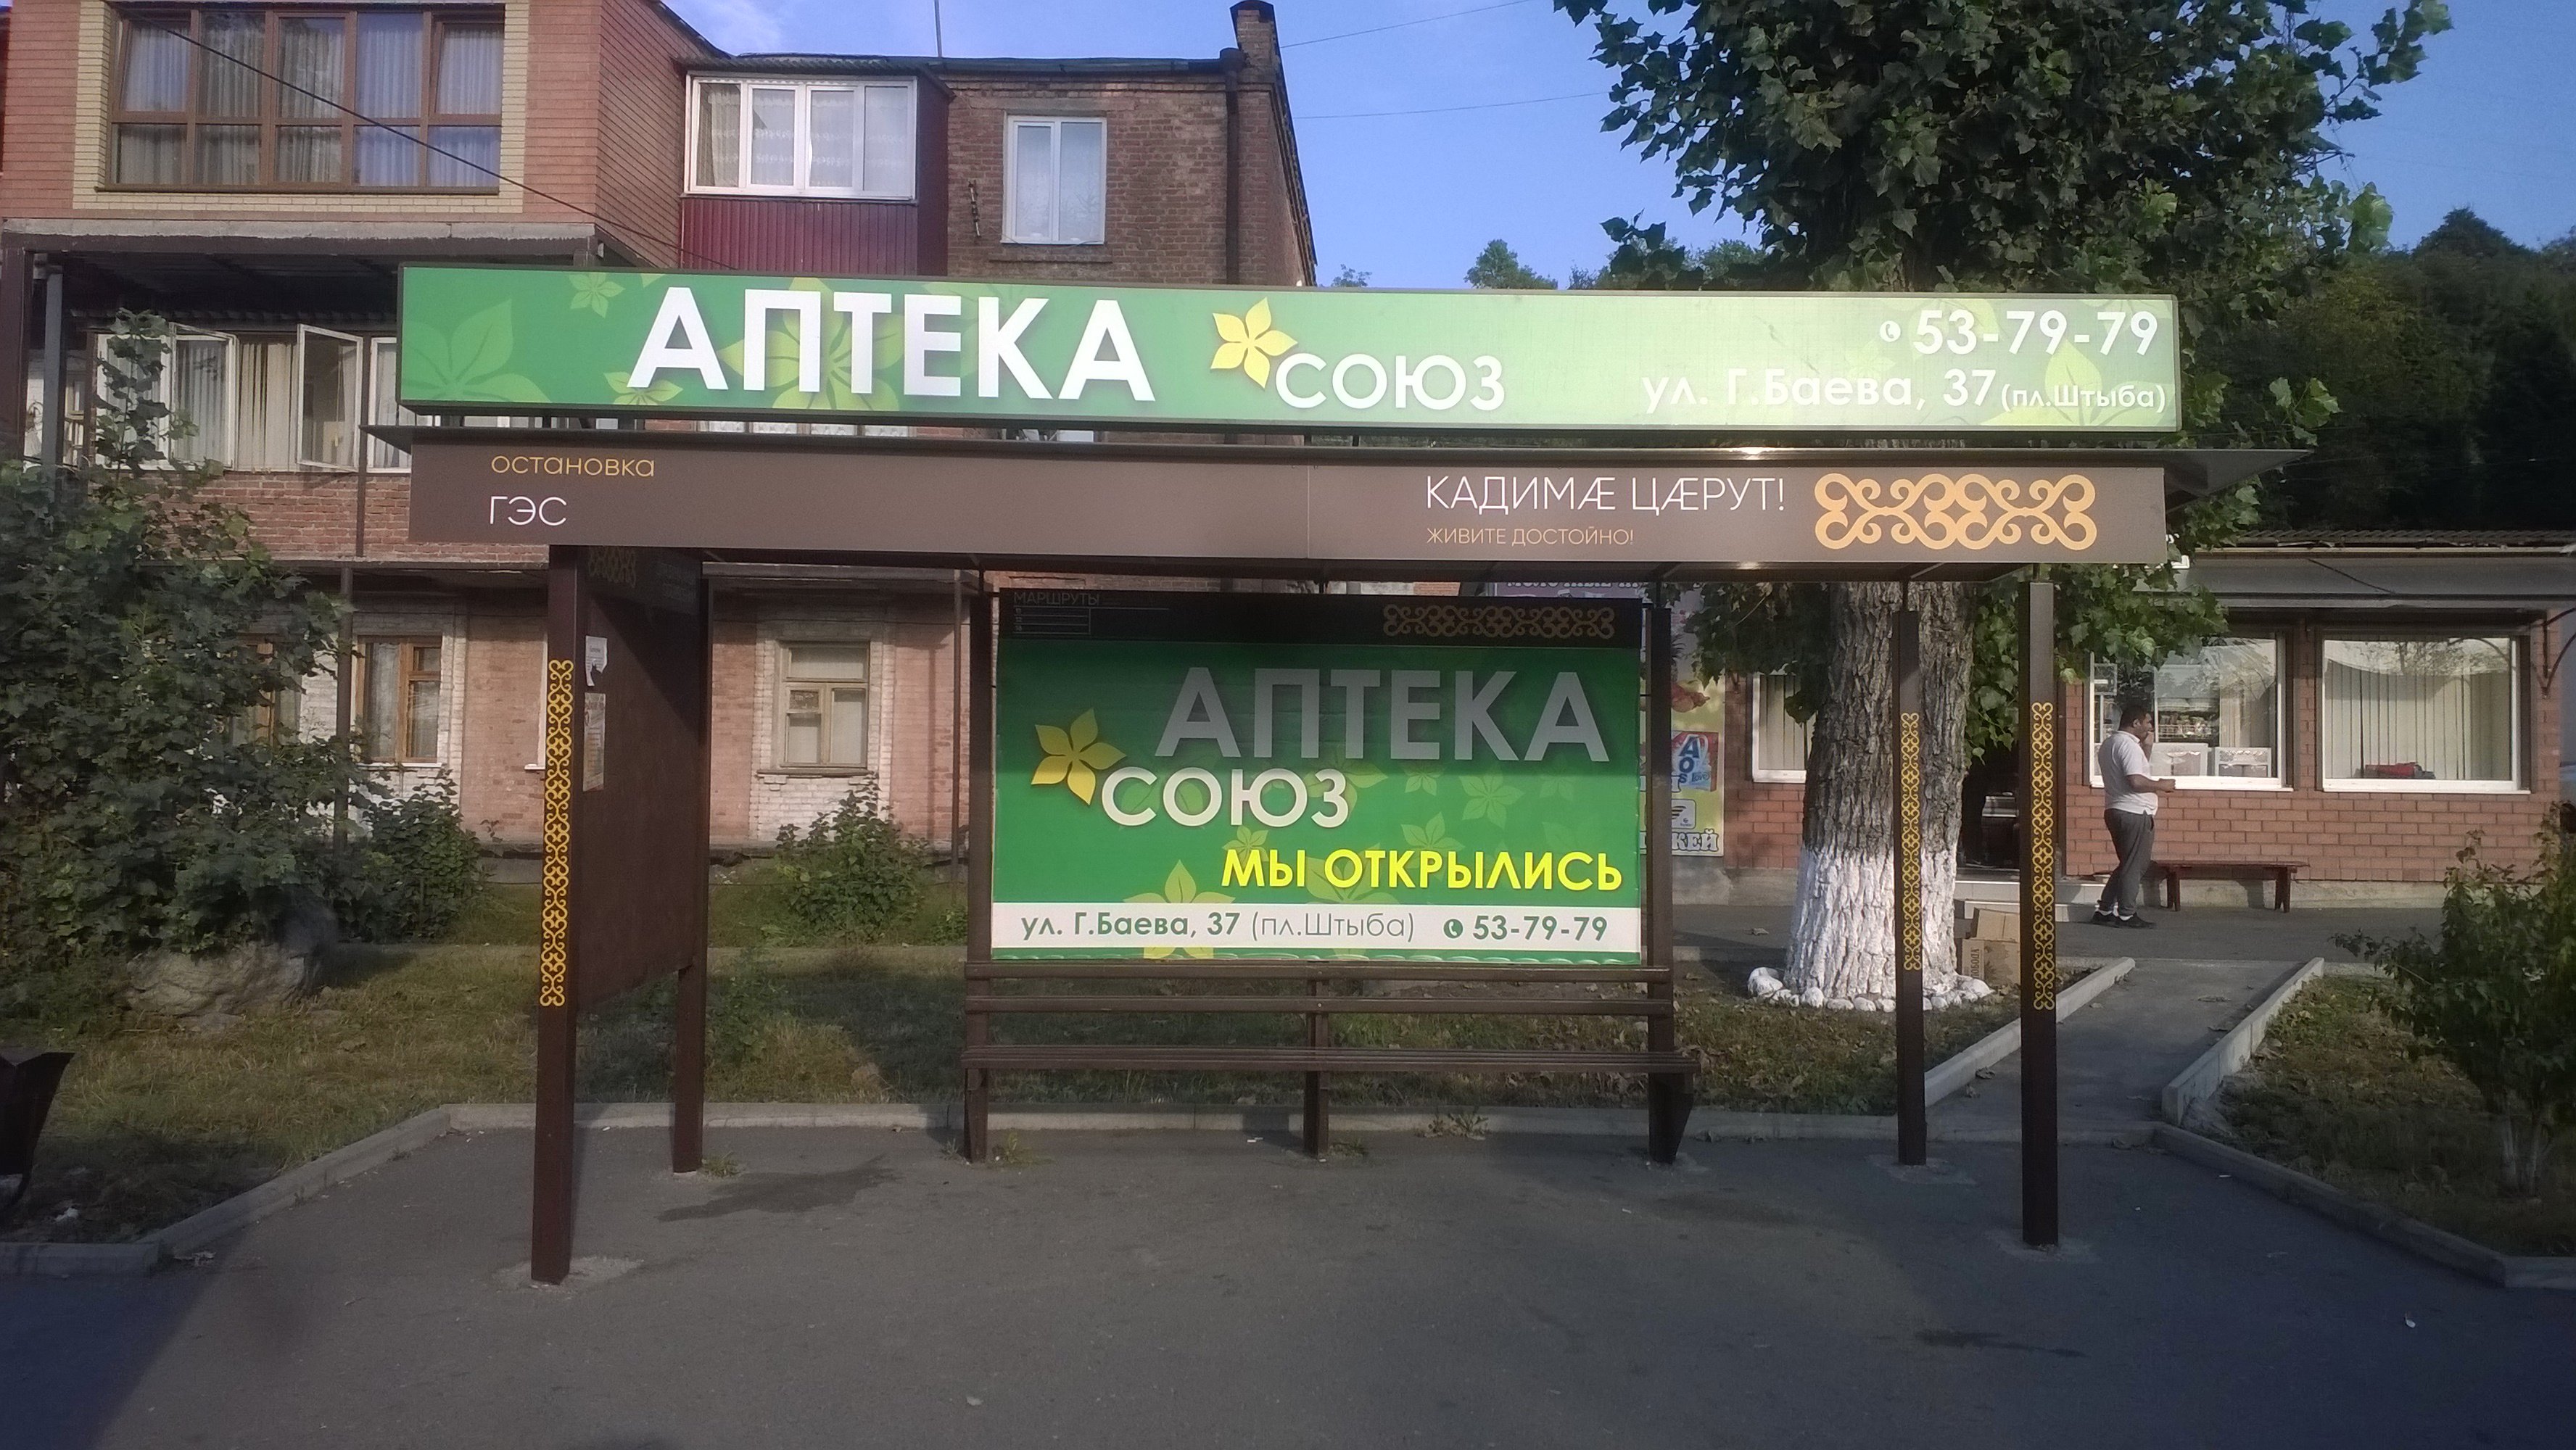 АПТЕКА
СОЮЗ
53-79-79
ул. Г.Баева, 37 (пл.Штыба)
остановка
ГЭС
КАДИМÆ ЦÆРУТ!
ЖИВИТЕ ДОСТОЙНО!
МАРШРУТЫ
АПТЕКА
СОЮЗ
МЫ ОТКРЫЛИСЬ
ул. Г.Баева, 37 (пл.Штыба) 53-79-79